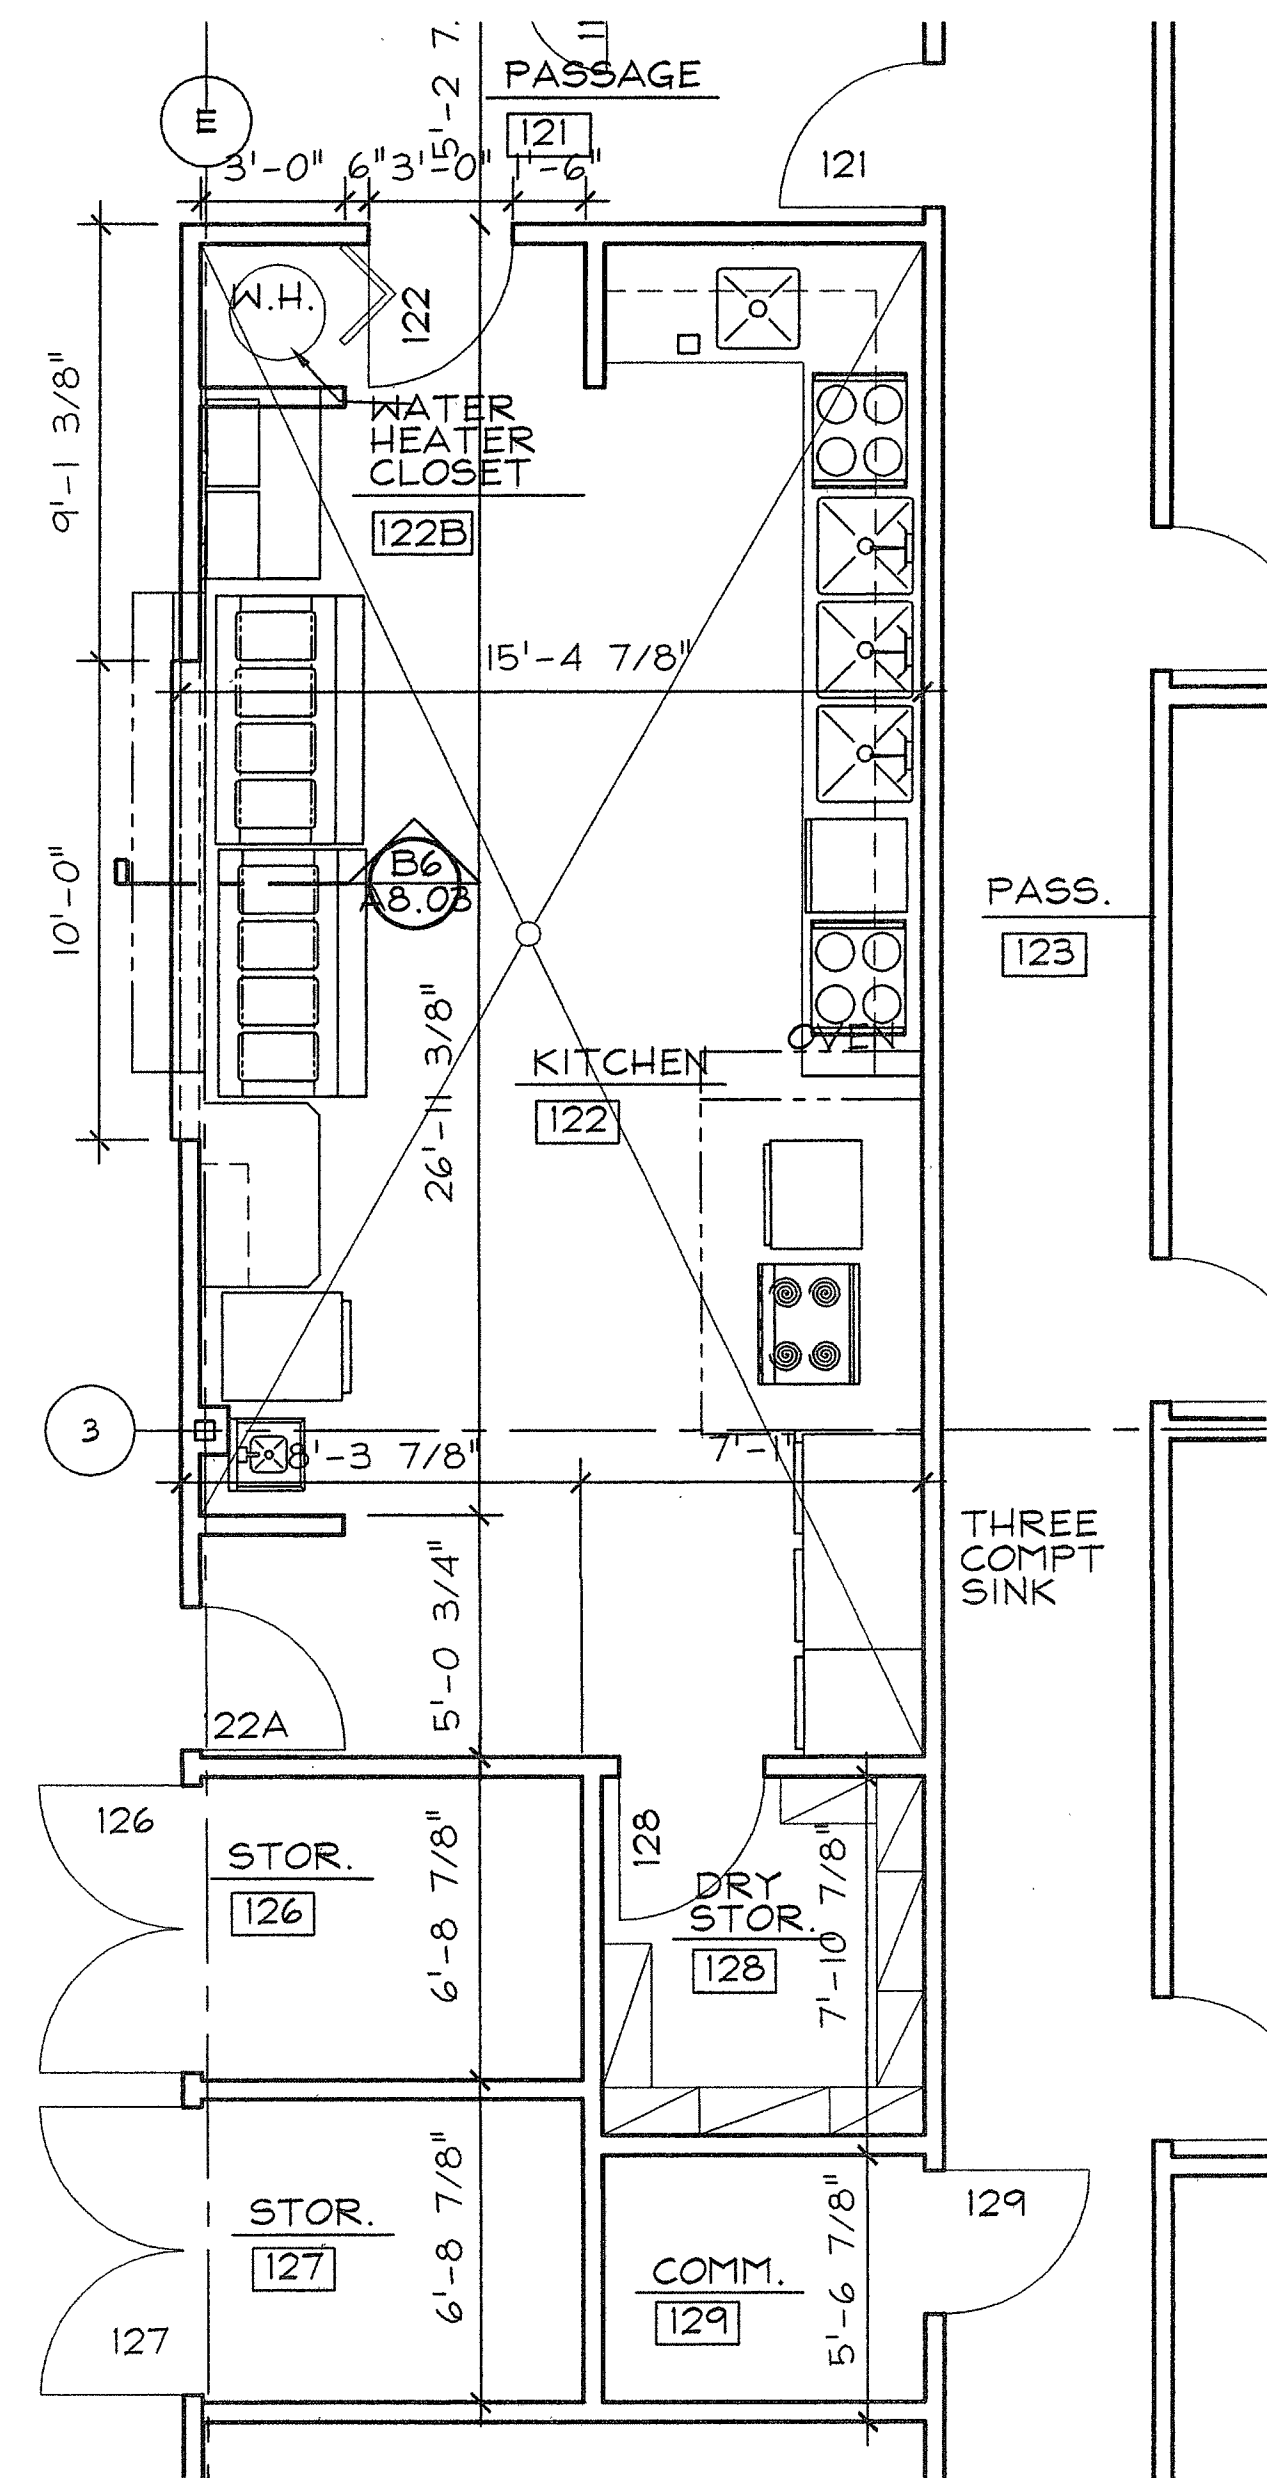 PASSAGE
121
E
15'-2 7.
3'-0"
6"
3'-0"
1'-6"
121
W.H.
122
9'-1 3/8"
WATER
HEATER
CLOSET
122B
15'-4 7/8"
B6
A8.03
10'-0"
PASS.
123
26'-11 3/8"
OVEN
KITCHEN
122
3
8'-3 7/8"
7'-1"
THREE
COMPT
SINK
5'-0 3/4"
22A
126
STOR.
126
6'-8 7/8"
128
DRY
STOR.
128
7'-10 7/8"
STOR.
127
127
6'-8 7/8"
COMM.
129
5'-6 7/8"
129